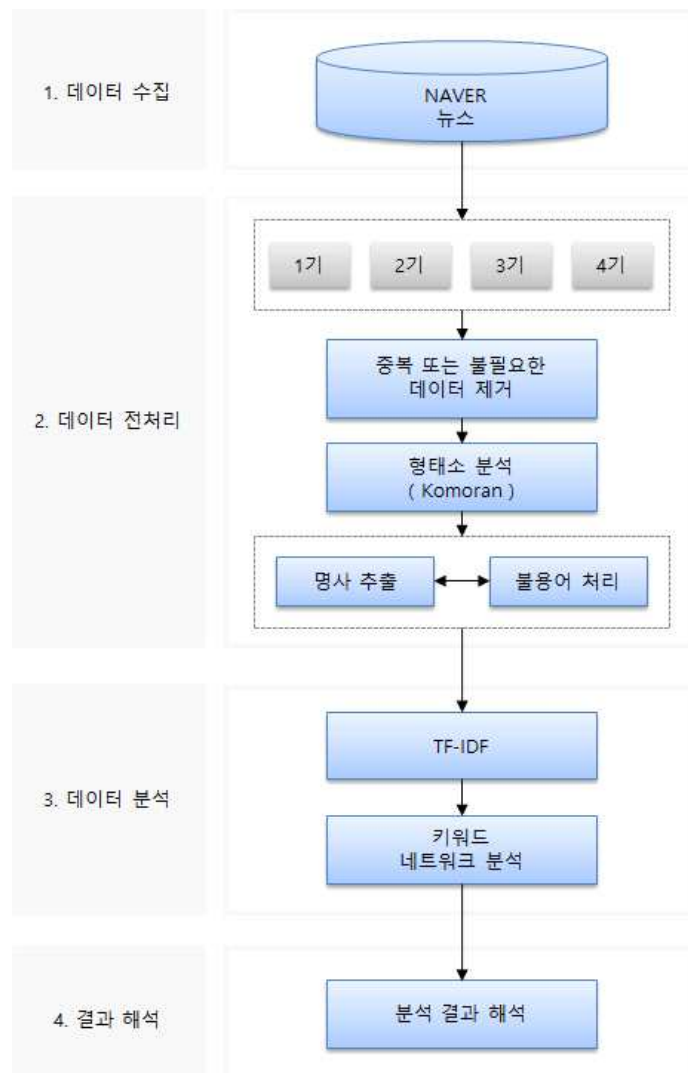 1. 데이터 수집
NAVER
뉴스
2. 데이터 전처리
1기 2기 3기 4기
중복 또는 불필요한
데이터 제거
형태소 분석
( Komoran )
명사 추출 불용어 처리
3. 데이터 분석
TF-IDF
키워드
네트워크 분석
4. 결과 해석
분석 결과 해석